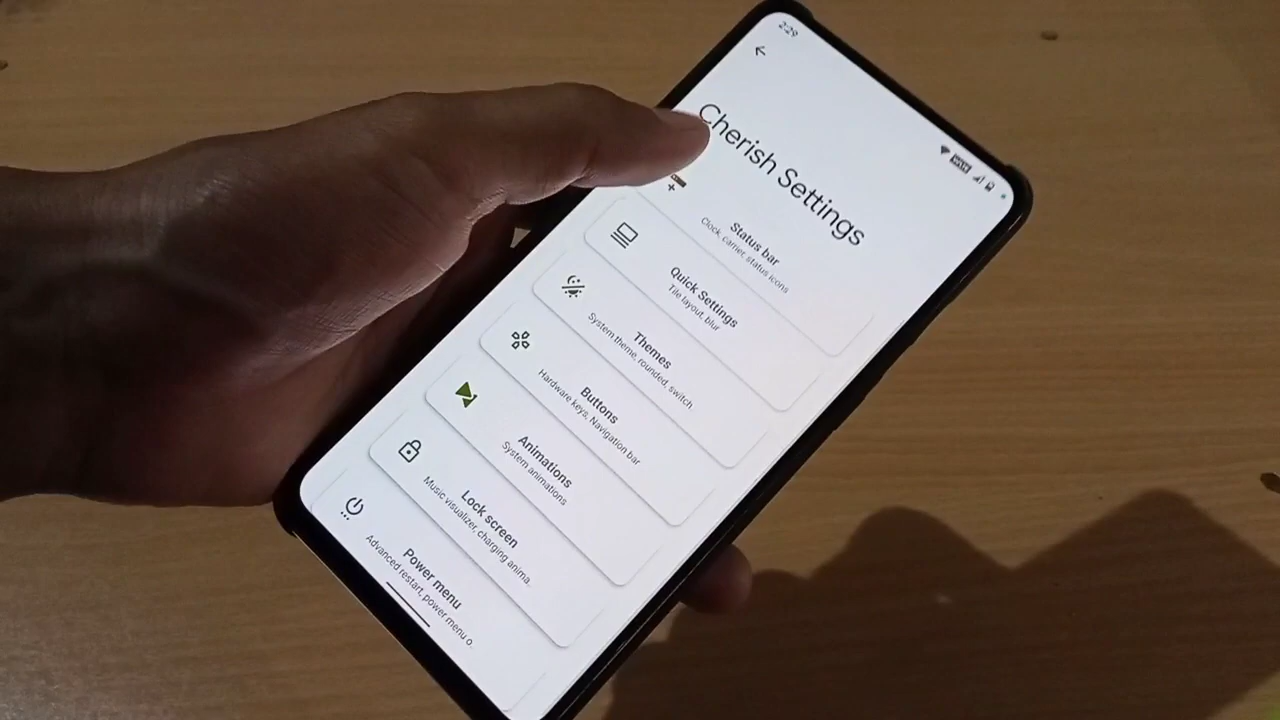 2:29
Cherish Settings
Status bar
Clock, carrier, status icons
Quick Settings
Tile layout, blur
Themes
System theme, rounded, switch
Buttons
Hardware keys, Navigation bar
Animations
System animations
Lock screen
Music visualizer, charging anima.
Power menu
Advanced restart, power menu o.